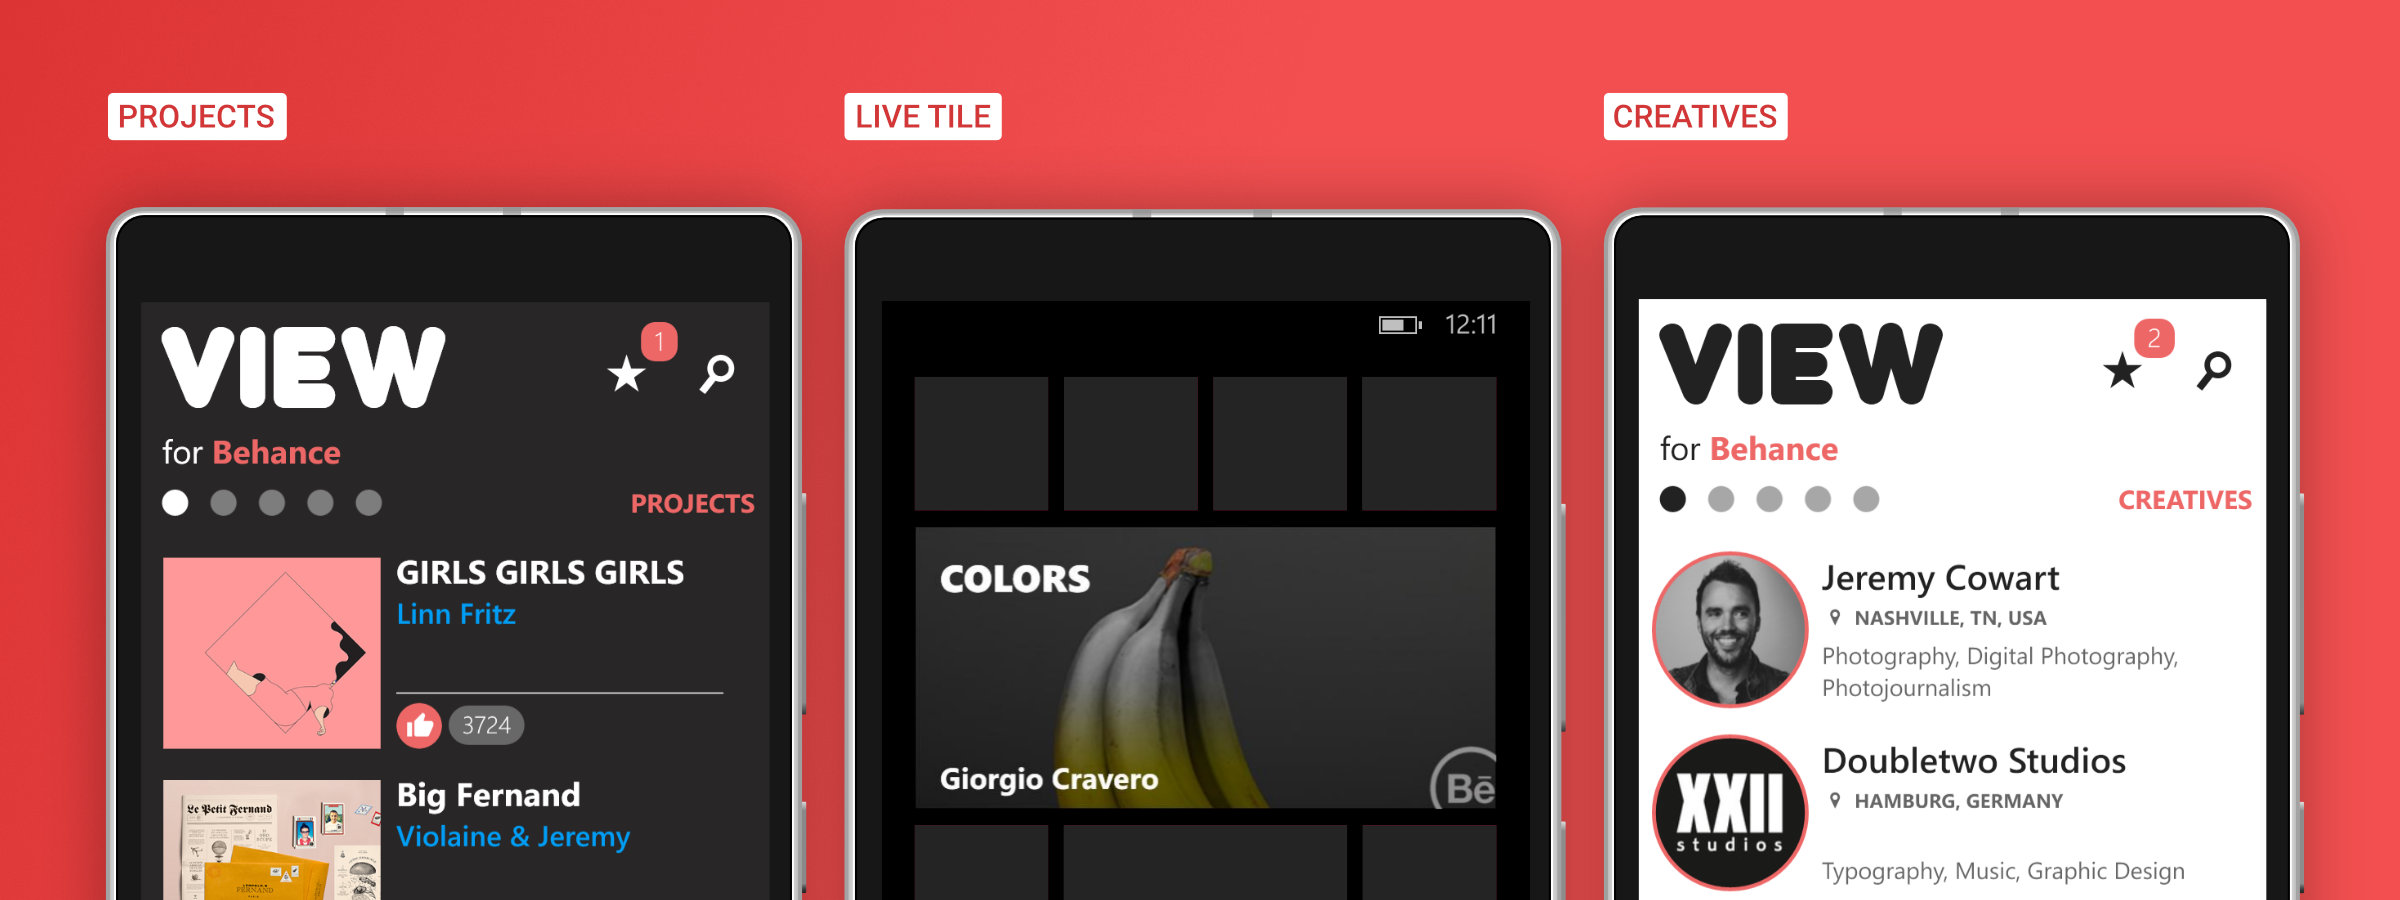 PROJECTS
LIVE TILE
CREATIVES
VIEW
1
for Behance
PROJECTS
GIRLS GIRLS GIRLS
Linn Fritz
3724
Le Petit Fernand
FERNAND
Big Fernand
Violaine & Jeremy
12:11
COLORS
Giorgio Cravero
Bē
VIEW
2
for Behance
CREATIVES
Jeremy Cowart
NASHVILLE, TN, USA
Photography, Digital Photography,
Photojournalism
XXII
studios
Doubletwo Studios
HAMBURG, GERMANY
Typography, Music, Graphic Design